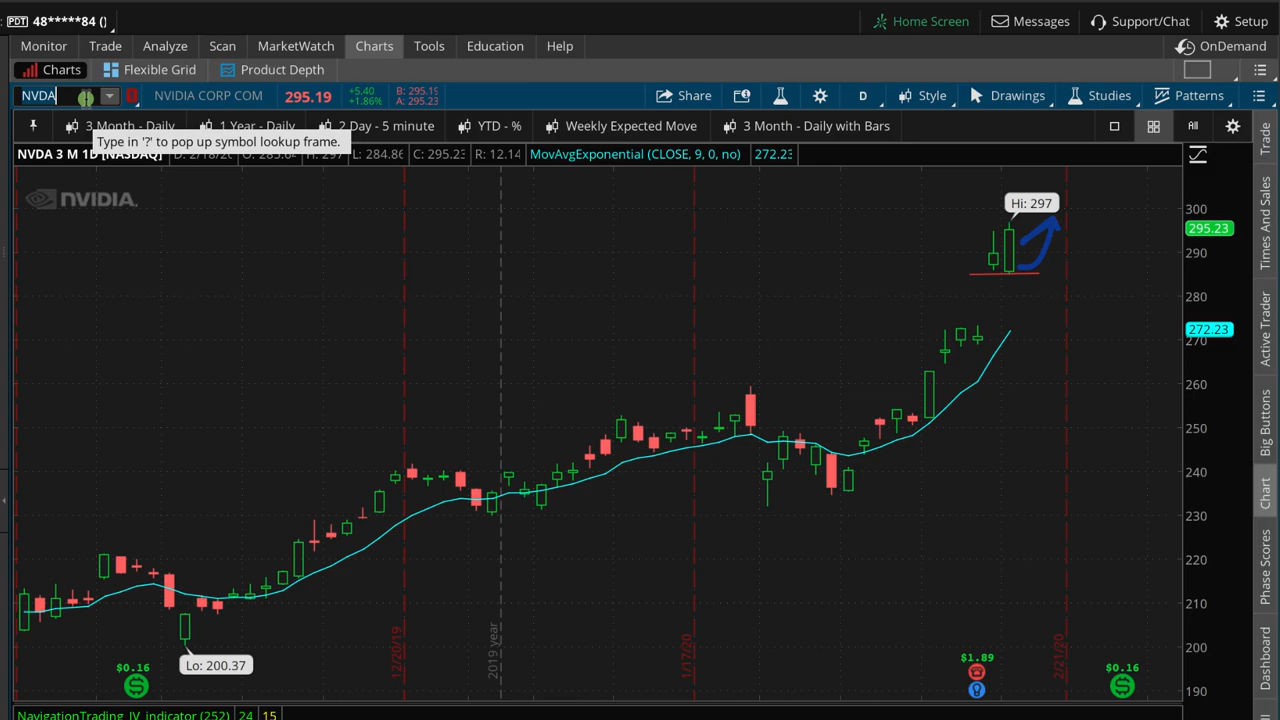 : PDT 48*****84 ()
Home Screen Messages Support/Chat Setup
Monitor Trade Analyze Scan MarketWatch Charts Tools Education Help OnDemand
Charts Flexible Grid Product Depth
NVDA NVIDIA CORP COM 295.19 +5.40 B: 295.19 Share D Style Drawings Studies Patterns
+1.86% A: 295.23
3 Month - Daily 1 Year - Daily 2 Day - 5 minute YTD - % Weekly Expected Move 3 Month - Daily with Bars All
Type in '?' to pop up symbol lookup frame.
NVDA 3 M 1D [NASDAQ] L: 284.86 C: 295.23 R: 12.14 MovAvgExponential (CLOSE, 9, 0, no) 272.23
NVIDIA.
Hi: 297
300
295.23
290
280
272.23
270
260
250
240
230
220
210
200
190
Lo: 200.37
12/20/19
2019 year
1/17/20
2/21/20
$0.16
$1.89
$0.16
Trade
Times And Sales
Active Trader
Big Buttons
Chart
Phase Scores
Dashboard
NavigationTrading_IV_indicator (252) 24 15